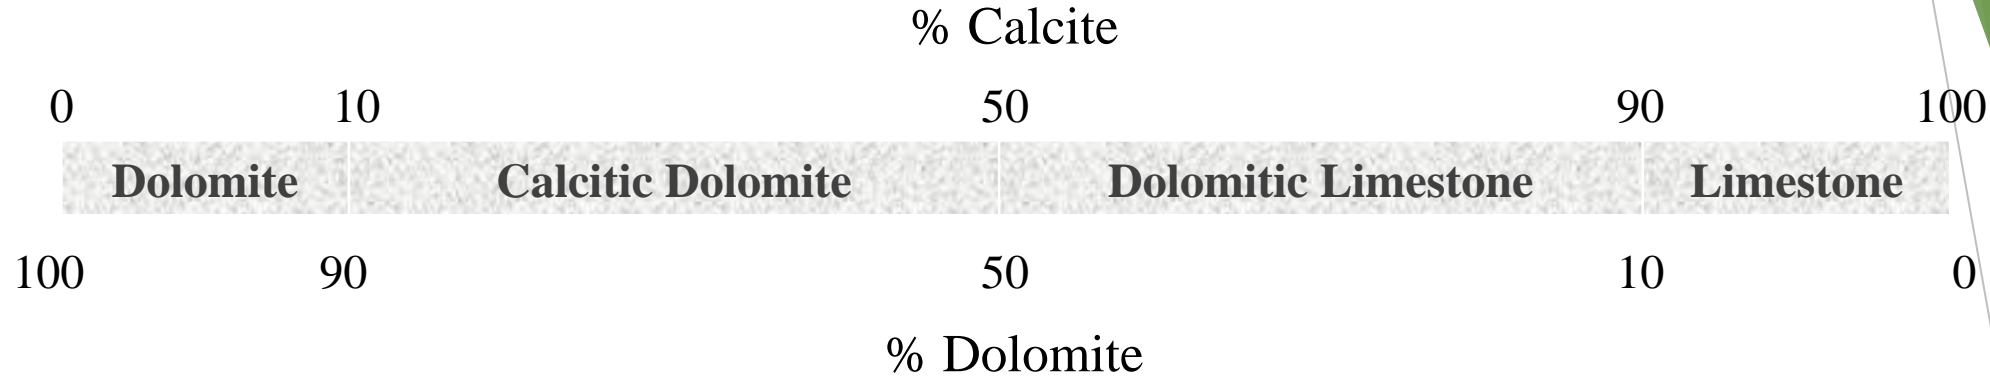 % Calcite
0 10 50 90 100
Dolomite Calcitic Dolomite Dolomitic Limestone Limestone
100 90 50 10 0
% Dolomite